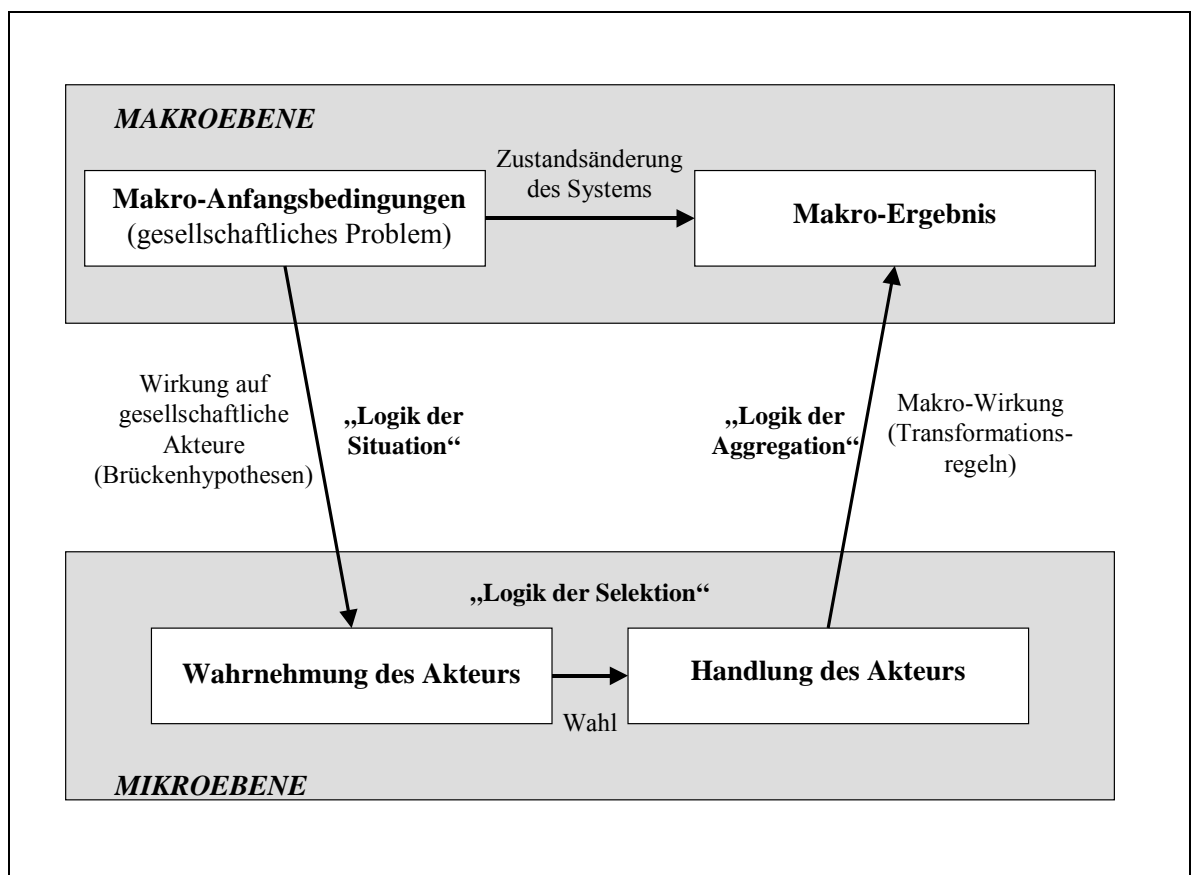 MAKROEBENE
Zustandsänderung
des Systems
Makro-Anfangsbedingungen
(gesellschaftliches Problem)
Makro-Ergebnis
Wirkung auf
gesellschaftliche
Akteure
(Brückenhypothesen)
„Logik der
Situation“
„Logik der
Aggregation“
Makro-Wirkung
(Transformations-
regeln)
„Logik der Selektion“
Wahrnehmung des Akteurs
Wahl
Handlung des Akteurs
MIKROEBENE